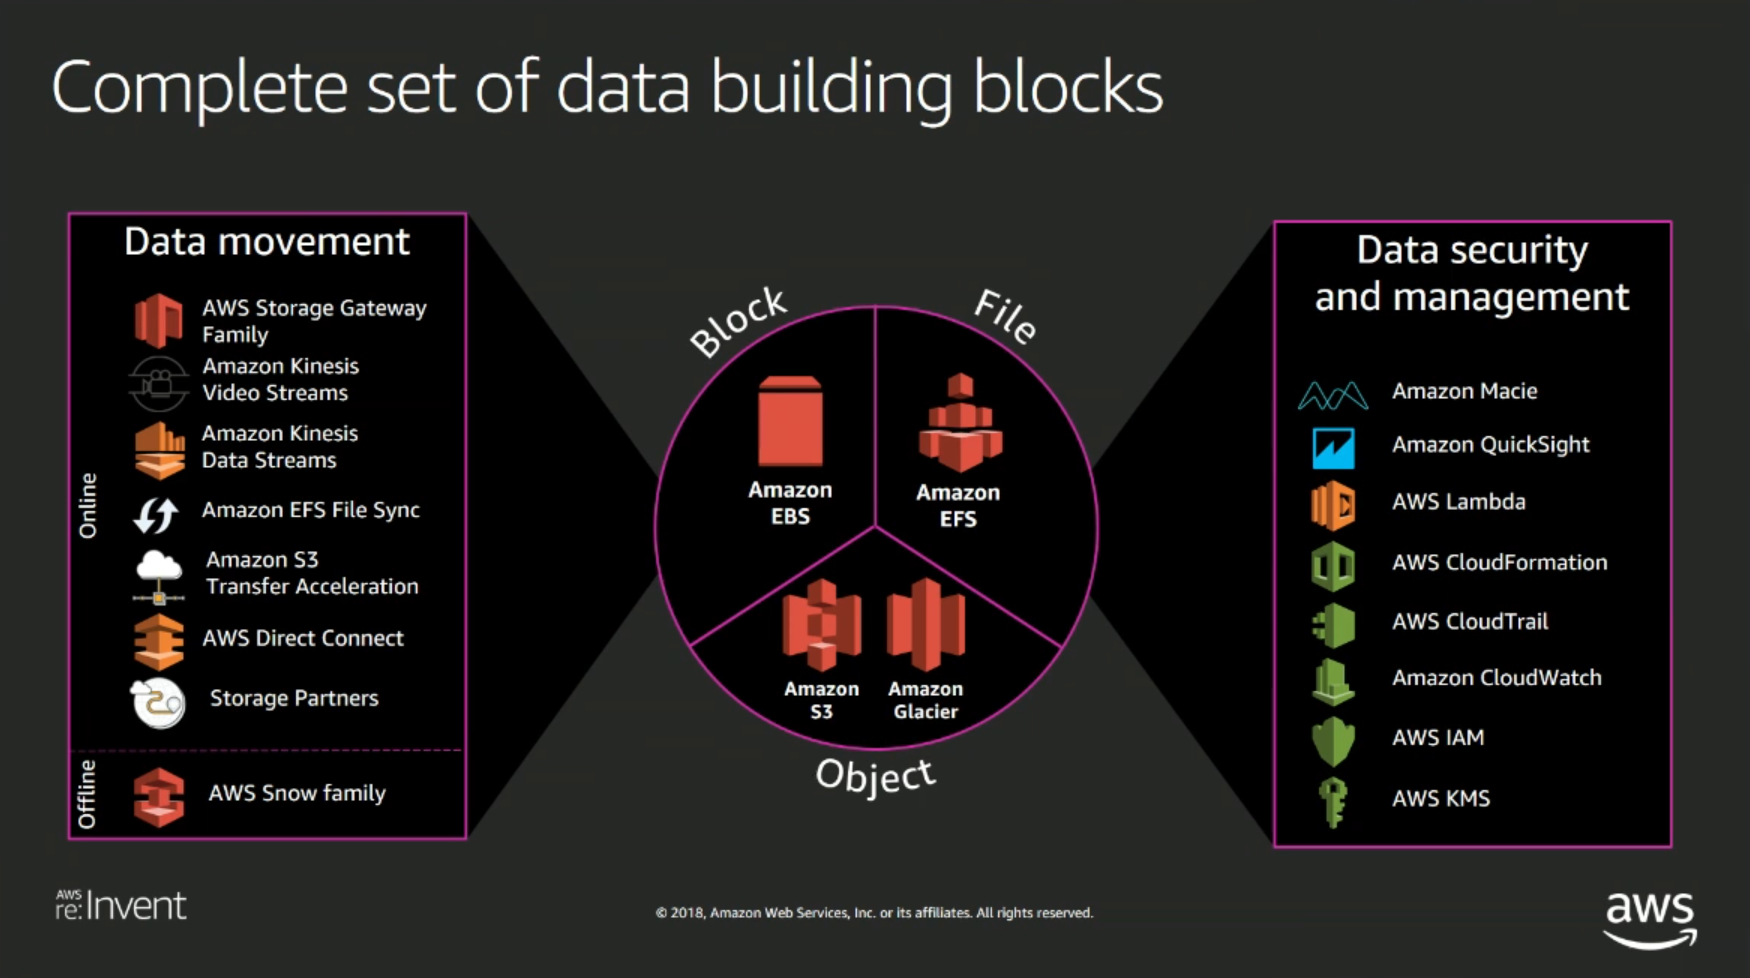 Complete set of data building blocks
Data movement
Online
AWS Storage Gateway
Family
Amazon Kinesis
Video Streams
Amazon Kinesis
Data Streams
Amazon EFS File Sync
Amazon S3
Transfer Acceleration
AWS Direct Connect
Storage Partners
Offline
AWS Snow family
Block
File
Amazon
EBS
Amazon
EFS
Amazon
S3
Amazon
Glacier
Object
Data security
and management
Amazon Macie
Amazon QuickSight
AWS Lambda
AWS CloudFormation
AWS CloudTrail
Amazon CloudWatch
AWS IAM
AWS KMS
AWS
re:Invent
© 2018, Amazon Web Services, Inc. or its affiliates. All rights reserved.
aws